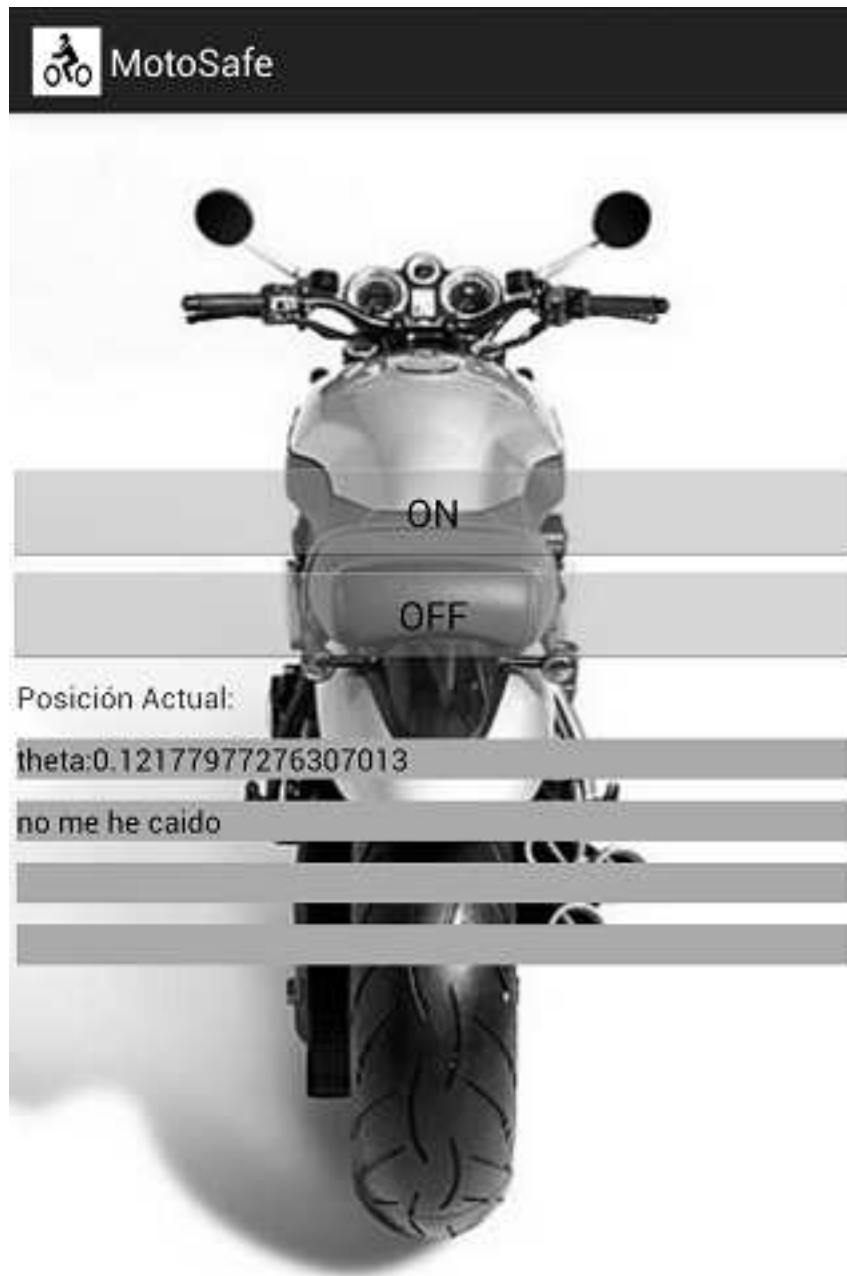 MotoSafe
ON
OFF
Posición Actual:
theta:0.12177977276307013
no me he caido